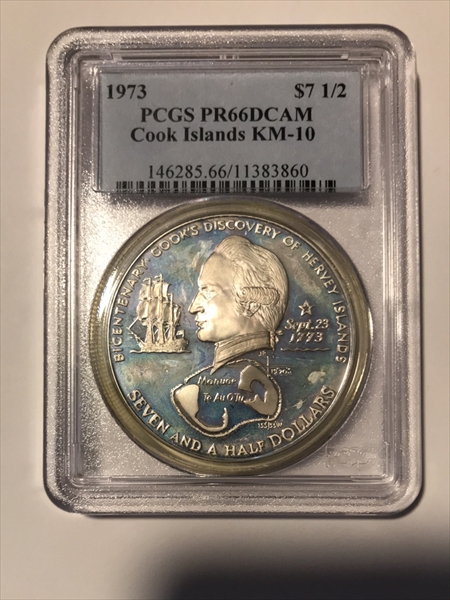 1973 $7 1/2
PCGS PR66DCAM
Cook Islands KM-10
146285.66/11383860
BICENTENARY COOK'S DISCOVERY OF HERVEY ISLANDS
Sept. 23
1773
Manuae
Te Au O Tu
SEVEN AND A HALF DOLLARS